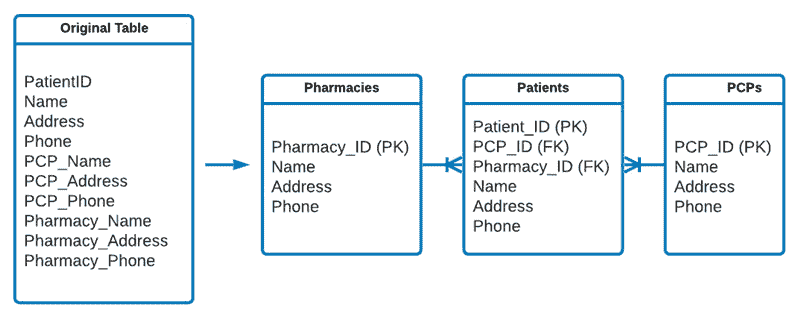 Original Table
PatientID
Name
Address
Phone
PCP_Name
PCP_Address
PCP_Phone
Pharmacy_Name
Pharmacy_Address
Pharmacy_Phone
Pharmacies
Pharmacy_ID (PK)
Name
Address
Phone
Patients
Patient_ID (PK)
PCP_ID (FK)
Pharmacy_ID (FK)
Name
Address
Phone
PCPs
PCP_ID (PK)
Name
Address
Phone